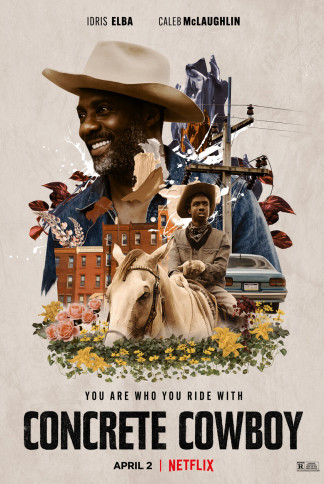 IDRIS ELBA CALEB McLAUGHLIN
YOU ARE WHO YOU RIDE WITH
CONCRETE COWBOY
APRIL 2 | NETFLIX
R